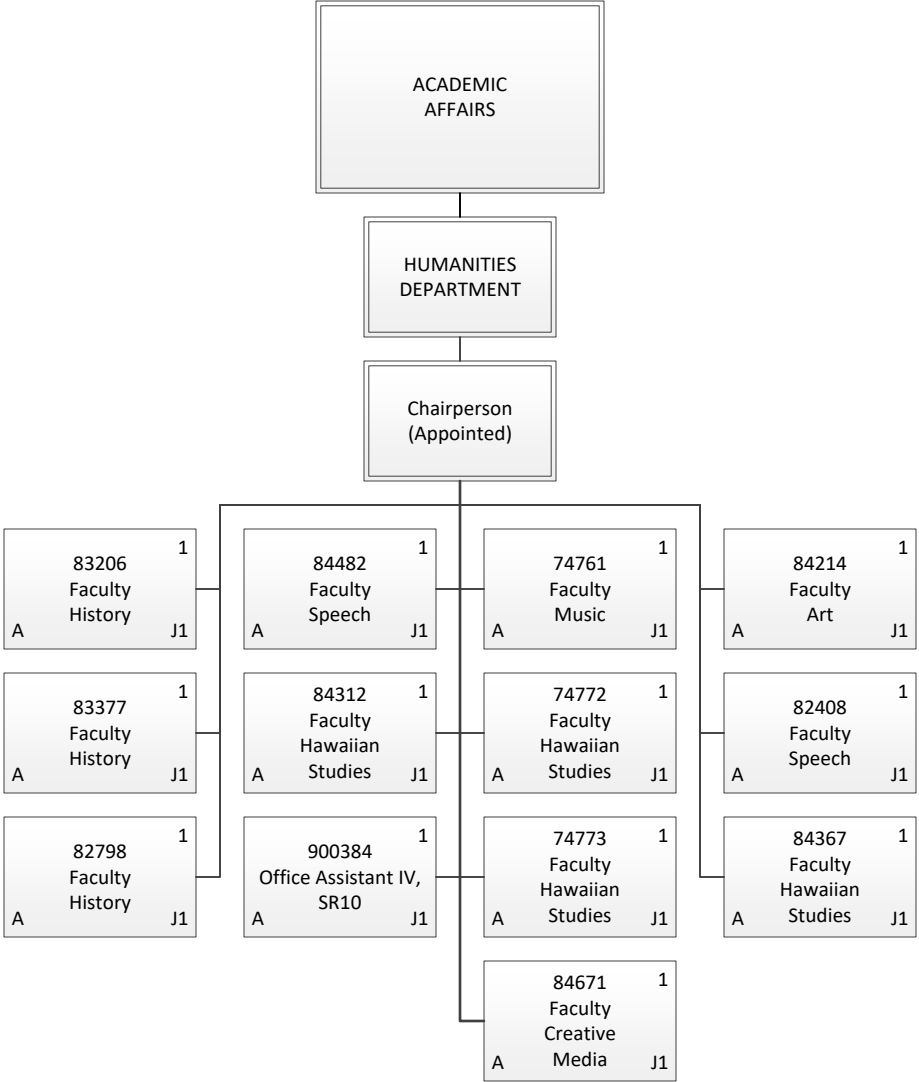 ACADEMIC
AFFAIRS
HUMANITIES
DEPARTMENT
Chairperson
(Appointed)
1
83206
Faculty
History
A J1
1
84482
Faculty
Speech
A J1
1
74761
Faculty
Music
A J1
1
84214
Faculty
Art
A J1
1
83377
Faculty
History
A J1
1
84312
Faculty
Hawaiian
Studies
A J1
1
74772
Faculty
Hawaiian
Studies
A J1
1
82408
Faculty
Speech
A J1
1
82798
Faculty
History
A J1
1
900384
Office Assistant IV,
SR10
A J1
1
74773
Faculty
Hawaiian
Studies
A J1
1
84367
Faculty
Hawaiian
Studies
A J1
1
84671
Faculty
Creative
Media
A J1